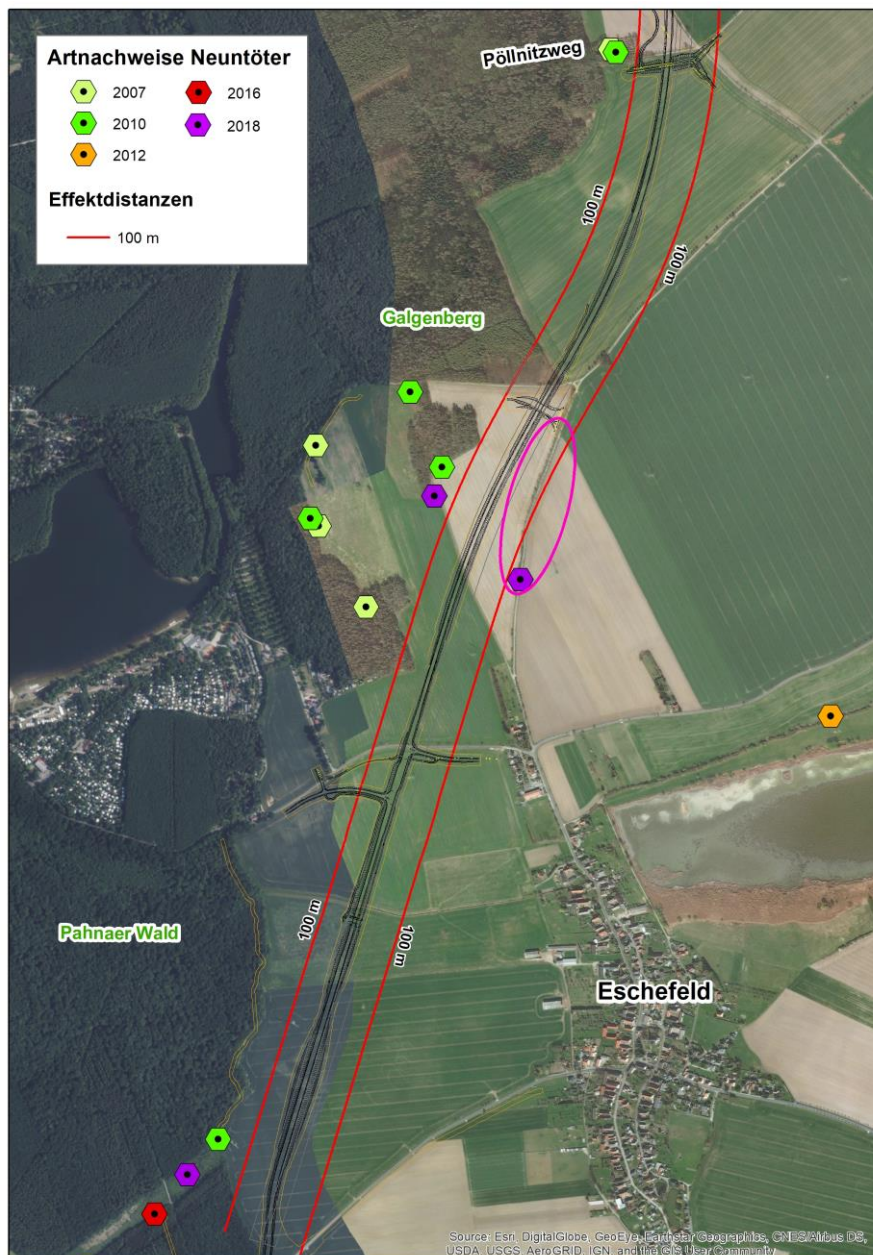 Artnachweise Neuntöter
2007
2010
2012
2016
2018
Effektdistanzen
100 m
Pöllnitzweg
100 m
100 m
Galgenberg
100 m
100 m
Pahnaer Wald
Eschefeld
Source: Esri, DigitalGlobe, GeoEye, Earthstar Geographics, CNES/Airbus DS,
USDA, USGS, AeroGRID, IGN, and the GIS User Community